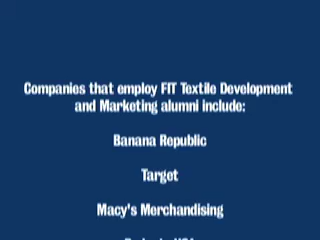 Companies that employ FIT Textile Development
and Marketing alumni include:
Banana Republic
Target
Macy's Merchandising